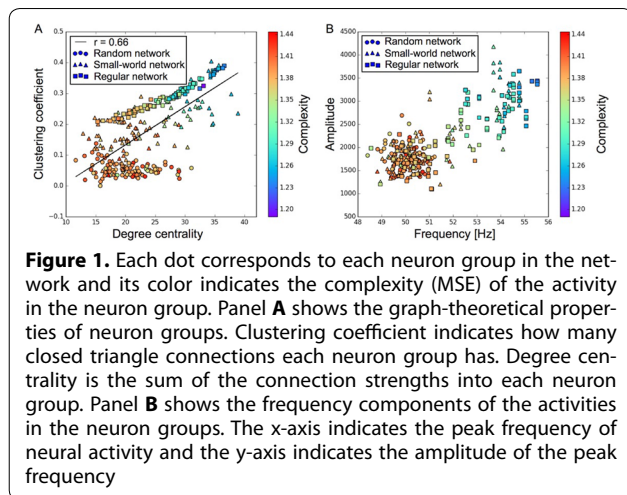 A
r = 0.66
Random network
Small-world network
Regular network
Clustering coefficient
0.5
0.4
0.3
0.2
0.1
0.0
−0.1
10 15 20 25 30 35 40
Degree centrality
1.44
1.38
1.35
1.32
1.29
1.26
1.23
1.20
Complexity
B
Random network
Small-world network
Regular network
Amplitude
4500
4000
3500
3000
2500
2000
1500
1000
500
48 49 50 51 52 53 54 55 56
Frequency [Hz]
1.44
1.38
1.35
1.32
1.29
1.26
1.23
1.20
Complexity
Figure 1. Each dot corresponds to each neuron group in the net-
work and its color indicates the complexity (MSE) of the activity
in the neuron group. Panel A shows the graph-theoretical proper-
ties of neuron groups. Clustering coefficient indicates how many
closed triangle connections each neuron group has. Degree cen-
trality is the sum of the connection strengths into each neuron
group. Panel B shows the frequency components of the activities
in the neuron groups. The x-axis indicates the peak frequency of
neural activity and the y-axis indicates the amplitude of the peak
frequency